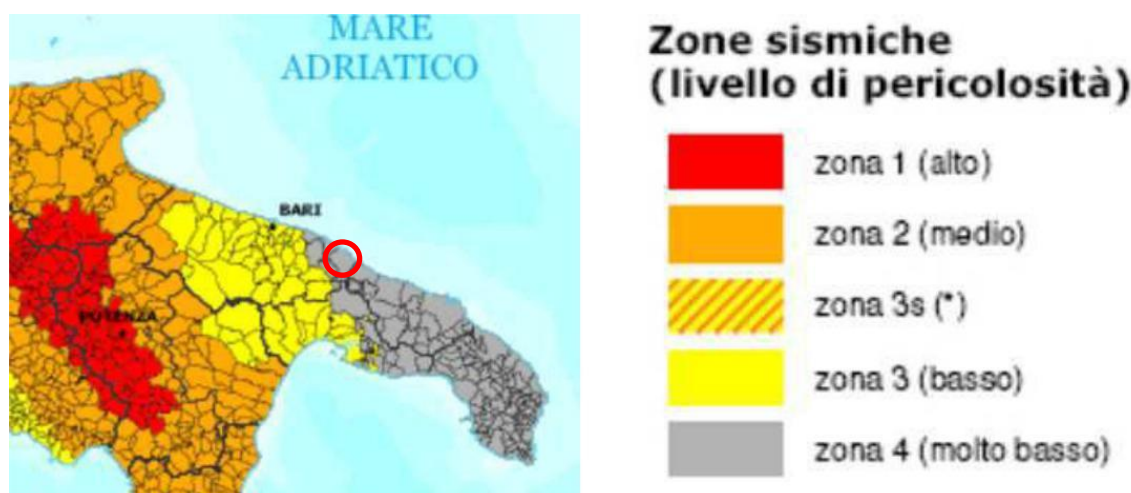 MARE
ADRIATICO
BARI
POTENZA
Zone sismiche
(livello di pericolosità)
zona 1 (alto)
zona 2 (medio)
zona 3s (*)
zona 3 (basso)
zona 4 (molto basso)